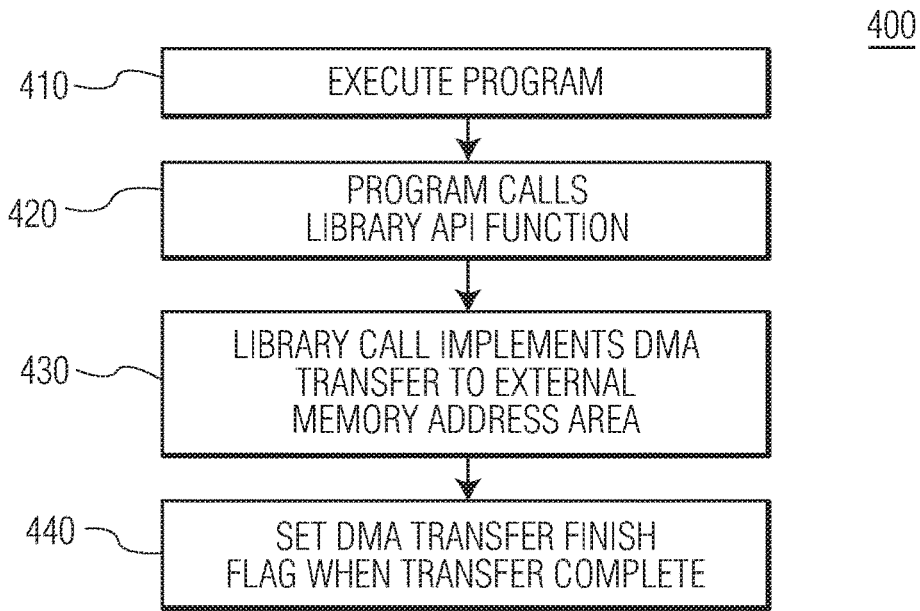 400
410
EXECUTE PROGRAM
420
PROGRAM CALLS
LIBRARY API FUNCTION
430
LIBRARY CALL IMPLEMENTS DMA
TRANSFER TO EXTERNAL
MEMORY ADDRESS AREA
440
SET DMA TRANSFER FINISH
FLAG WHEN TRANSFER COMPLETE